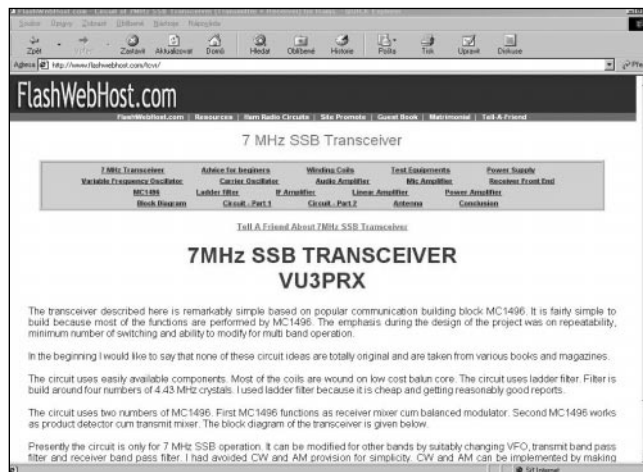 Soubor Úpravy Zobrazit Oblíbené Nástroje Nápověda
Zpět Zastavit Aktualizovat Domů Hledat Oblíbené Historie Pošta Tisk Upravit Diskuse
Adresa http://www.flashwebhost.com/tcvr/
FlashWebHost.com
FlashWebHost.com | Resources | Ham Radio Circuits | Site Promote | Guest Book | Matrimonial | Tell-A-Friend
7 MHz SSB Transceiver
7 MHz Transceiver Advice for beginers Winding Coils Test Equipments Power Supply
Variable Frequency Oscillator Carrier Oscillator Audio Amplifier Mic Amplifier Receiver Front End
MC1496 Ladder filter IF Amplifier Linear Amplifier Power Amplifier
Block Diagram Circuit - Part 1 Circuit - Part 2 Antenna Conclusion
Tell A Friend About 7MHz SSB Transceiver
7MHz SSB TRANSCEIVER
VU3PRX
The transceiver described here is remarkably simple based on popular communication building block MC1496. It is fairly simple to
build because most of the functions are performed by MC1496. The emphasis during the design of the project was on repeatability,
minimum number of switching and ability to modify for multi band operation.
In the beginning I would like to say that none of these circuit ideas are totally original and are taken from various books and magazines.
The circuit uses easily available components. Most of the coils are wound on low cost balun core. The circuit uses ladder filter. Filter is
build around four numbers of 4.43 MHz crystals. I used ladder filter because it is cheap and getting reasonably good reports.
The circuit uses two numbers of MC1496. First MC1496 functions as receiver mixer cum balanced modulator. Second MC1496 works
as product detector cum transmit mixer. The block diagram of the transceiver is given below.
Presently the circuit is only for 7 MHz SSB operation. It can be modified for other bands by suitably changing VFO, transmit band pass
filter and receiver band pass filter. I had avoided CW and AM provision for simplicity. CW and AM can be implemented by making
Síť Internet